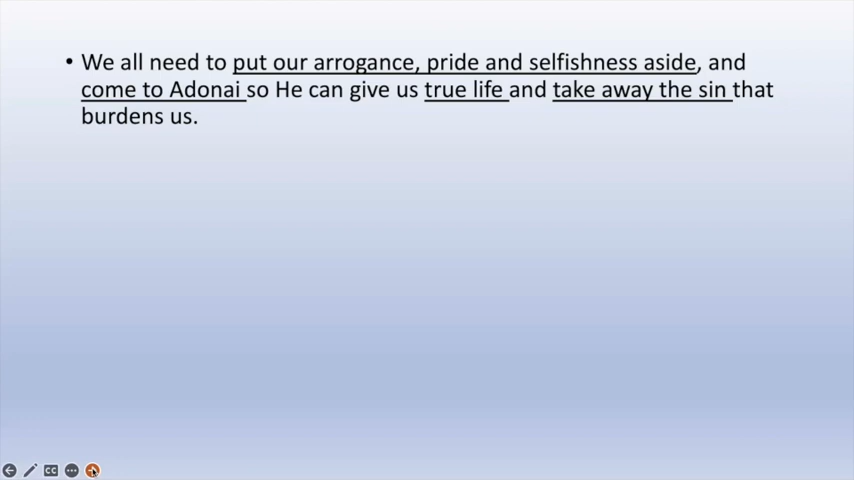 • We all need to put our arrogance, pride and selfishness aside, and
come to Adonai so He can give us true life and take away the sin that
burdens us.
CC